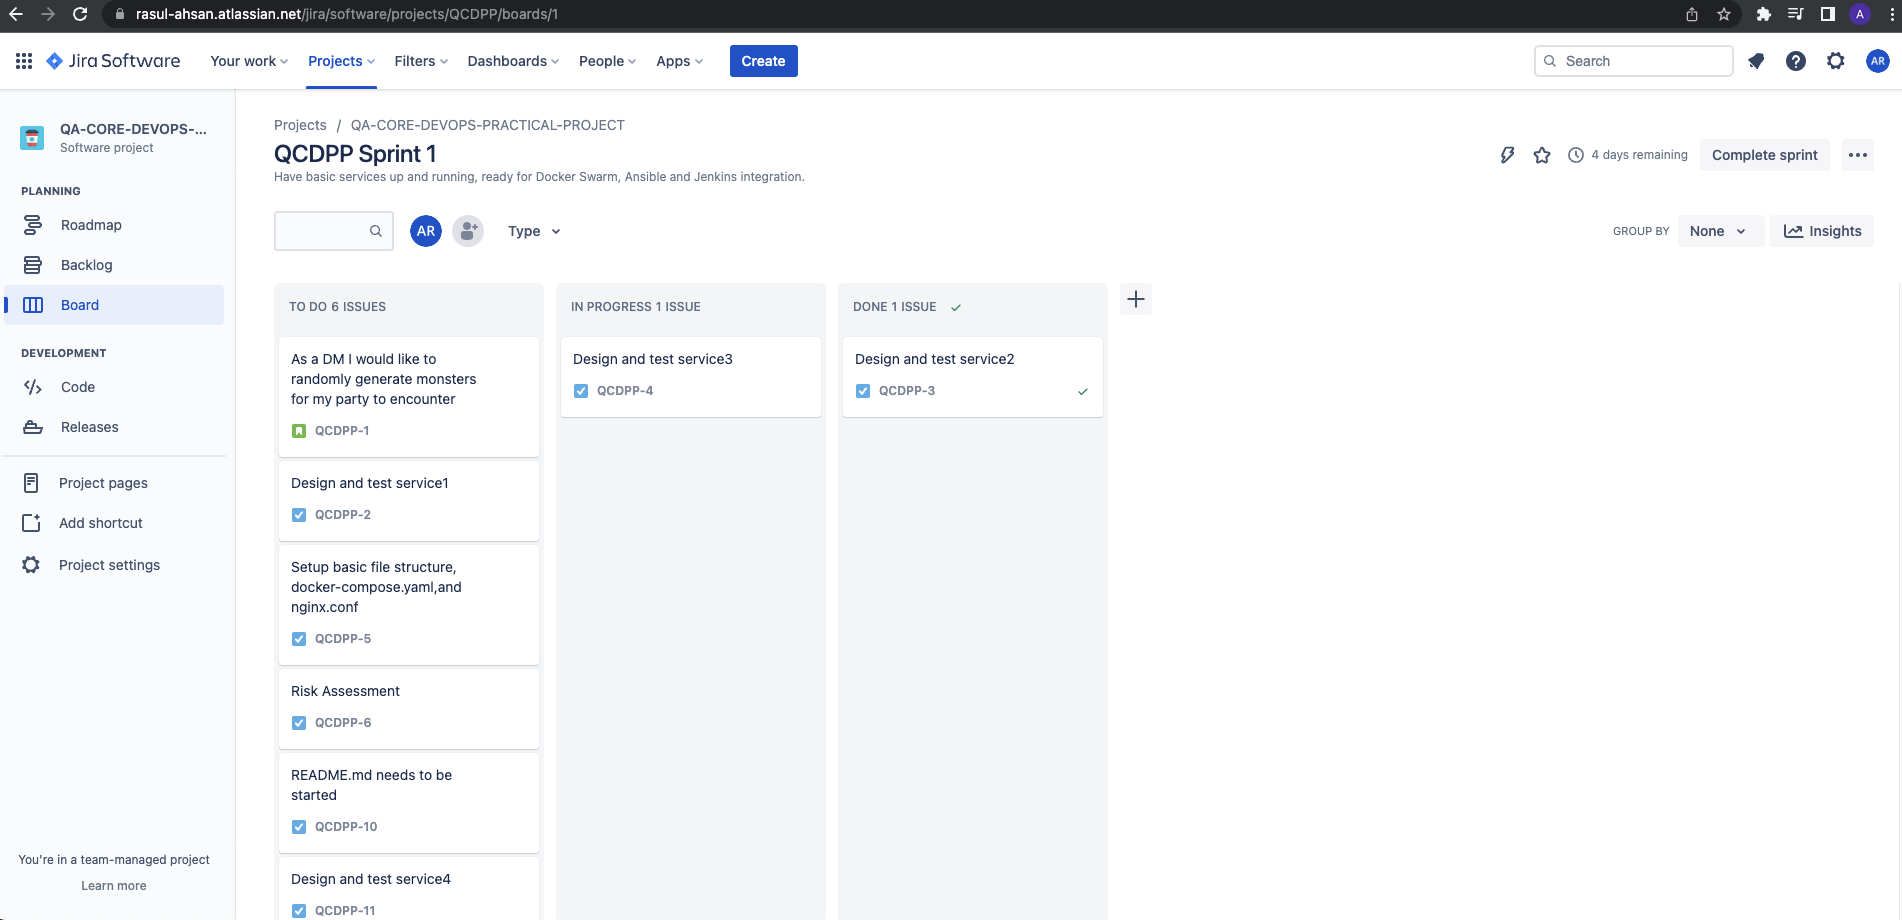 rasul-ahsan.atlassian.net/jira/software/projects/QCDPP/boards/1
A
Jira Software
Your work
Projects
Filters
Dashboards
People
Apps
Create
Search
AR
QA-CORE-DEVOPS-...
Software project
PLANNING
Roadmap
Backlog
Board
DEVELOPMENT
Code
Releases
Project pages
Add shortcut
Project settings
You're in a team-managed project
Learn more
Projects / QA-CORE-DEVOPS-PRACTICAL-PROJECT
QCDPP Sprint 1
Have basic services up and running, ready for Docker Swarm, Ansible and Jenkins integration.
4 days remaining
Complete sprint
AR
Type
GROUP BY
None
Insights
TO DO 6 ISSUES
As a DM I would like to
randomly generate monsters
for my party to encounter
QCDPP-1
Design and test service1
QCDPP-2
Setup basic file structure,
docker-compose.yaml,and
nginx.conf
QCDPP-5
Risk Assessment
QCDPP-6
README.md needs to be
started
QCDPP-10
Design and test service4
QCDPP-11
IN PROGRESS 1 ISSUE
Design and test service3
QCDPP-4
DONE 1 ISSUE
Design and test service2
QCDPP-3